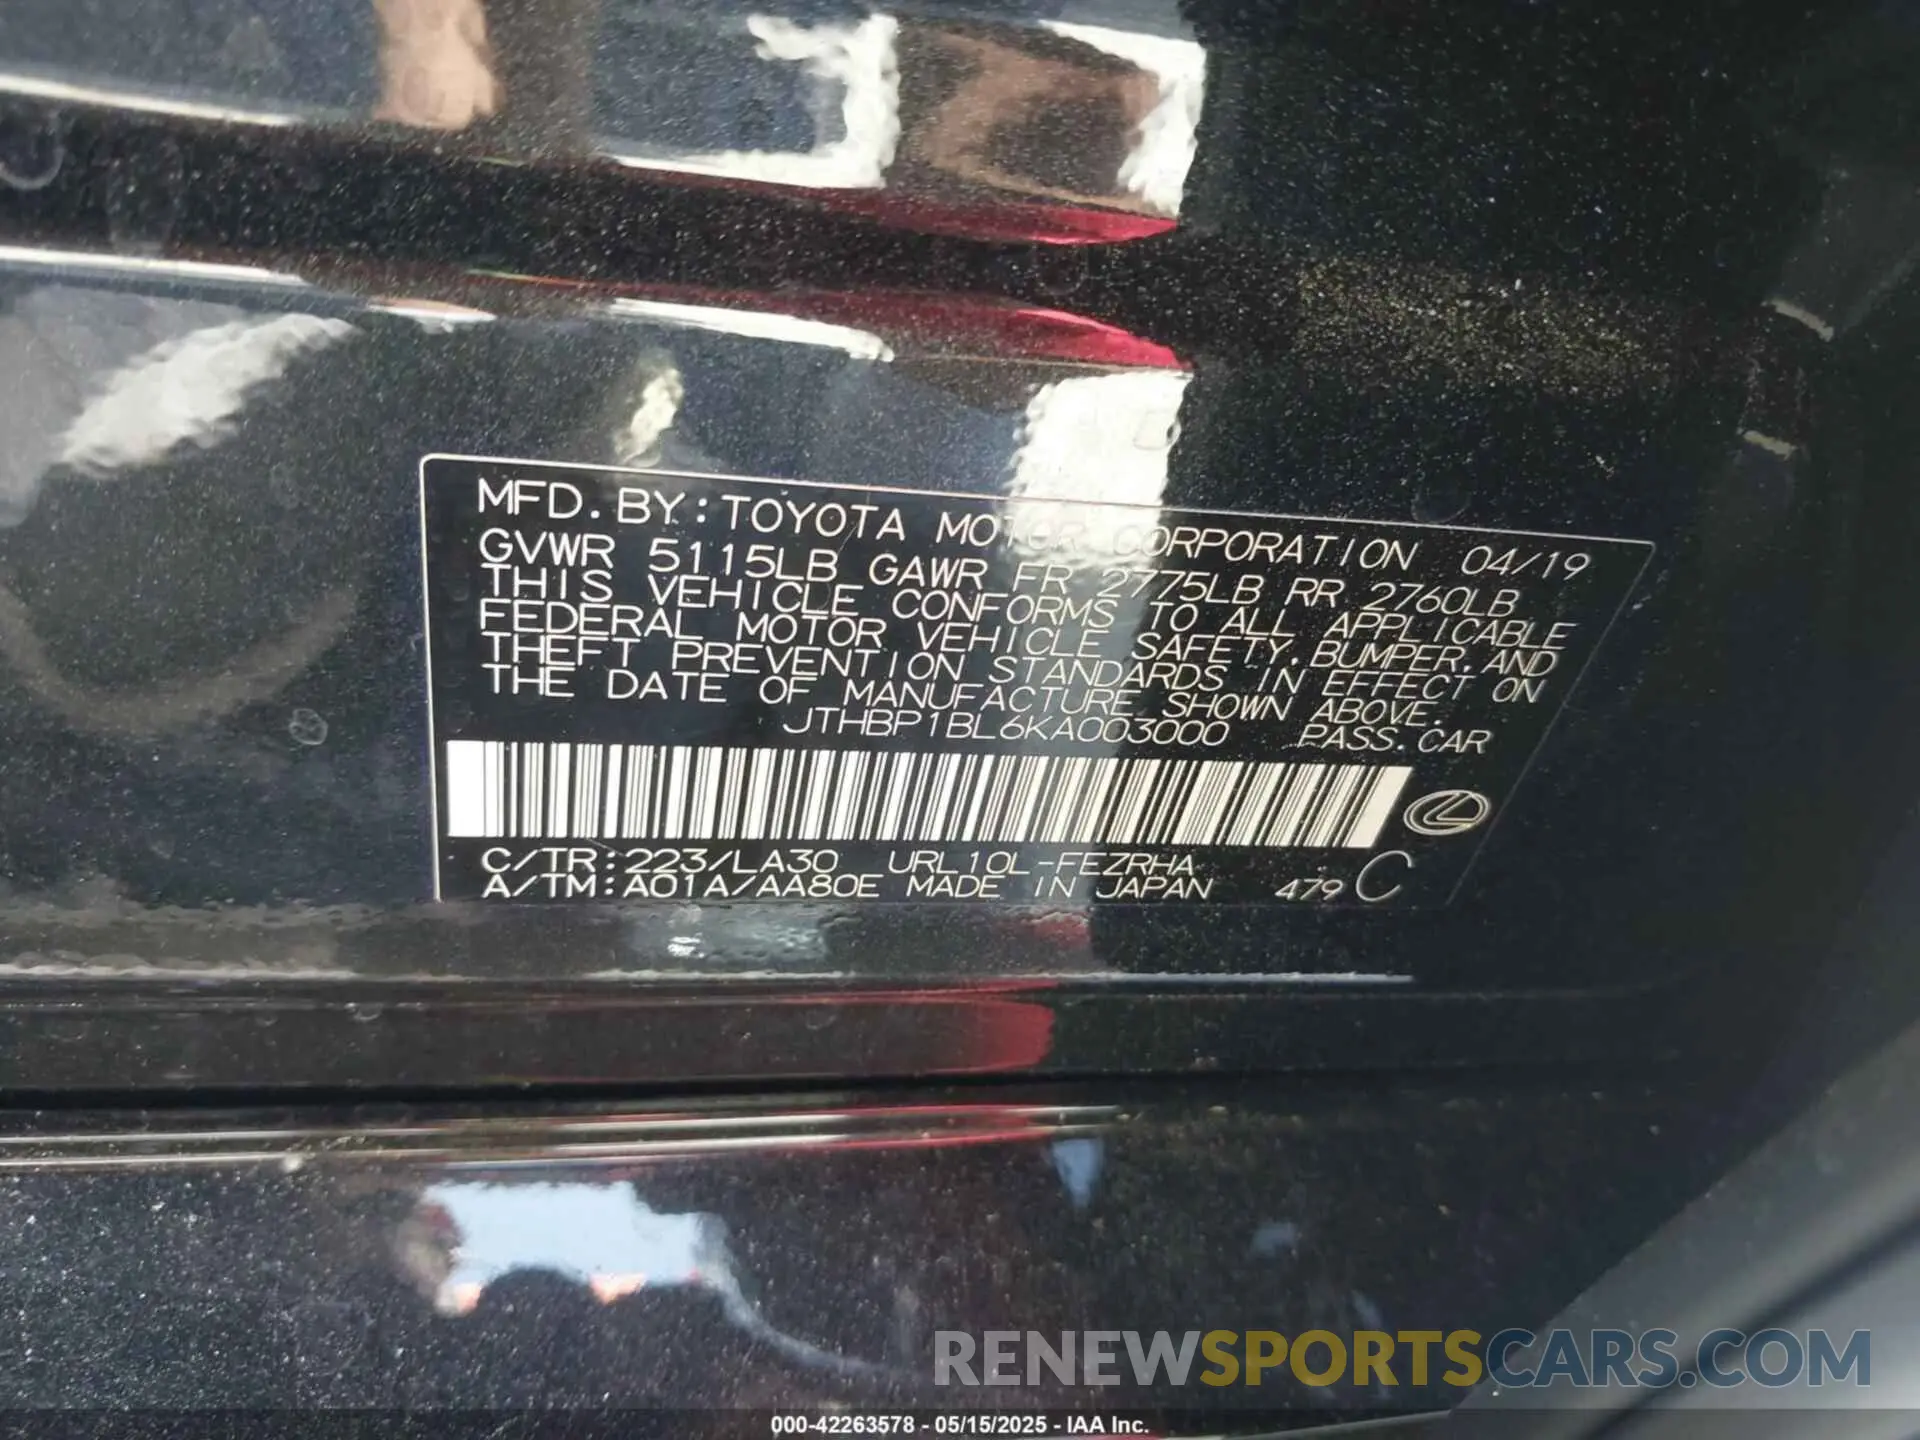 MFD. BY: TOYOTA MOTOR CORPORATION 04/19
GVWR 5115LB GAWR FR 2775LB RR 2760LB
THIS VEHICLE CONFORMS TO ALL APPLICABLE
FEDERAL MOTOR VEHICLE SAFETY, BUMPER, AND
THEFT PREVENTION STANDARDS IN EFFECT ON
THE DATE OF MANUFACTURE SHOWN ABOVE.
JTHBP1BL6KA003000 PASS. CAR
C/TR:223/LA30 URL10L-FEZRHA
A/TM:A01A/AA80E MADE IN JAPAN 479 C
RENEWSPORTSCARS.COM
000-42263578 - 05/15/2025 - IAA Inc.